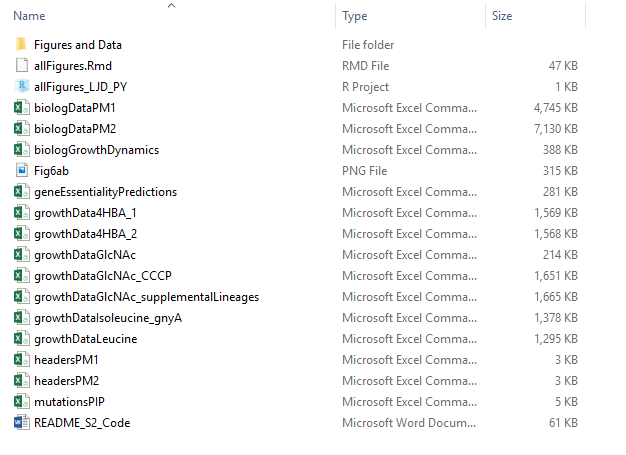 Name Type Size
Figures and Data File folder
allFigures.Rmd RMD File 47 KB
allFigures_LJD_PY R Project 1 KB
biologDataPM1 Microsoft Excel Comma... 4,745 KB
biologDataPM2 Microsoft Excel Comma... 7,130 KB
biologGrowthDynamics Microsoft Excel Comma... 388 KB
Fig6ab PNG File 315 KB
geneEssentialityPredictions Microsoft Excel Comma... 281 KB
growthData4HBA_1 Microsoft Excel Comma... 1,569 KB
growthData4HBA_2 Microsoft Excel Comma... 1,568 KB
growthDataGlcNAc Microsoft Excel Comma... 214 KB
growthDataGlcNAc_CCCP Microsoft Excel Comma... 1,651 KB
growthDataGlcNAc_supplementalLineages Microsoft Excel Comma... 1,665 KB
growthDataIsoleucine_gnyA Microsoft Excel Comma... 1,378 KB
growthDataLeucine Microsoft Excel Comma... 1,295 KB
headersPM1 Microsoft Excel Comma... 3 KB
headersPM2 Microsoft Excel Comma... 3 KB
mutationsPIP Microsoft Excel Comma... 5 KB
README_S2_Code Microsoft Word Docum... 61 KB